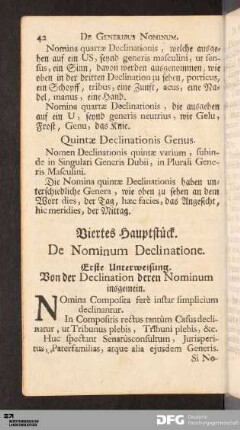 42 DE GENERIBUS NOMINUM.
Nomina quartæ Declinationis, welche ausge-
hen auf ein US, seynd generis masculini, ut sen-
sus, ein Sinn, davon werden ausgenommen, wie
oben in der dritten Declination zu sehen, porticus,
ein Schopff, tribus, eine Zunft, acus, eine Na-
del, manus, eine Hand.
Nomina quartæ Declinationis, die ausgehen
auf ein U, seynd generis neutrius, wie Gelu,
Frost, Genu, das Knie.
Quintæ Declinationis Genus.
Nomen Declinationis quintæ varium, subin-
de in Singulari Generis Dubii, in Plurali Gene-
ris Masculini.
Die Nomina quintæ Declinationis haben un-
terschiedliche Genera, wie oben zu sehen an dem
Wort dies, der Tag, hæc facies, das Angesicht,
hic meridies, der Mittag.
Viertes Hauptstück.
De Nominum Declinatione.
Erste Unterweisung.
Von der Declination deren Nominum
insgemein.
NOmina Composita ferè instar simplicium
declinantur.
In Compositis rectus tantùm Casus decli-
natur, ut Tribunus plebis, Tribuni plebis, &c.
Huc spectant Senatûsconsultum, Jurisperi-
tus, Paterfamilias, atque alia ejusdem Generis.
Si No-
DFG Deutsche
Forschungsgemeinschaft